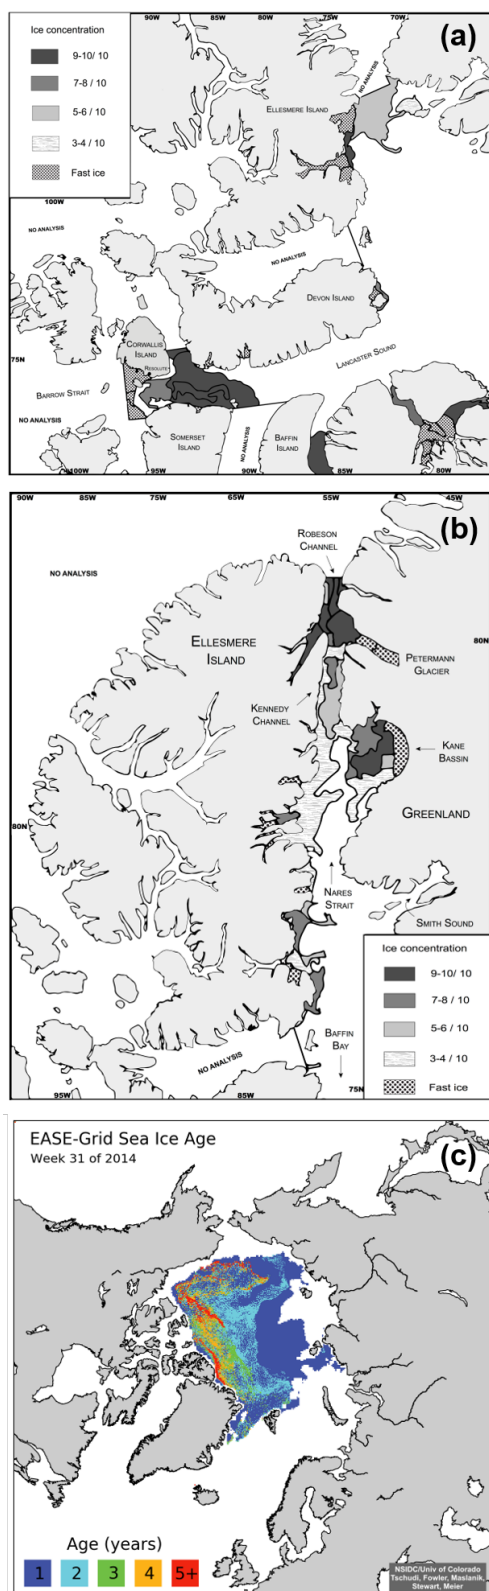 90W
85W
80W
75W
70W
(a)
Ice concentration
9-10/ 10
7-8 / 10
5-6 / 10
3-4 / 10
Fast ice
NO ANALYSIS
ELLESMERE ISLAND
100W
NO ANALYSIS
NO ANALYSIS
DEVON ISLAND
75N
CORWALLIS
ISLAND
RESOLUTE
LANCASTER SOUND
BARROW STRAIT
NO ANALYSIS
SOMERSET
ISLAND
NO ANALYSIS
BAFFIN
ISLAND
100W
95W
85W
80W
90W
85W
75W
65W
55W
45W
(b)
ROBESON
CHANNEL
NO ANALYSIS
ELLESMERE
ISLAND
80N
PETERMANN
GLACIER
KENNEDY
CHANNEL
KANE
BASSIN
GREENLAND
80N
NARES
STRAIT
SMITH SOUND
Ice concentration
9-10/ 10
7-8 / 10
5-6 / 10
3-4 / 10
Fast ice
BAFFIN
BAY
NO ANALYSIS
75N
95W
85W
EASE-Grid Sea Ice Age
Week 31 of 2014
(c)
Age (years)
1 2 3 4 5+
NSIDC/Univ of Colorado
Tschudi, Fowler, Maslanik,
Stewart, Meier